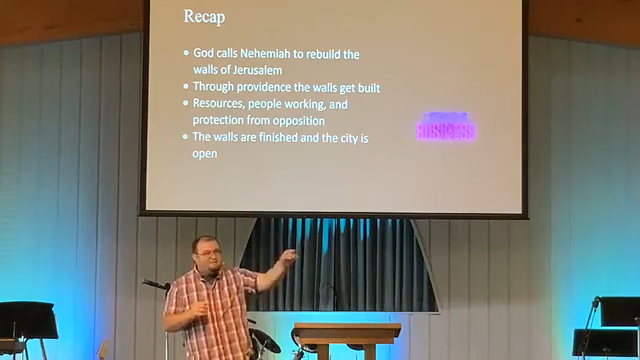 Recap
• God calls Nehemiah to rebuild the
walls of Jerusalem
• Through providence the walls get built
• Resources, people working, and
protection from opposition
• The walls are finished and the city is
open